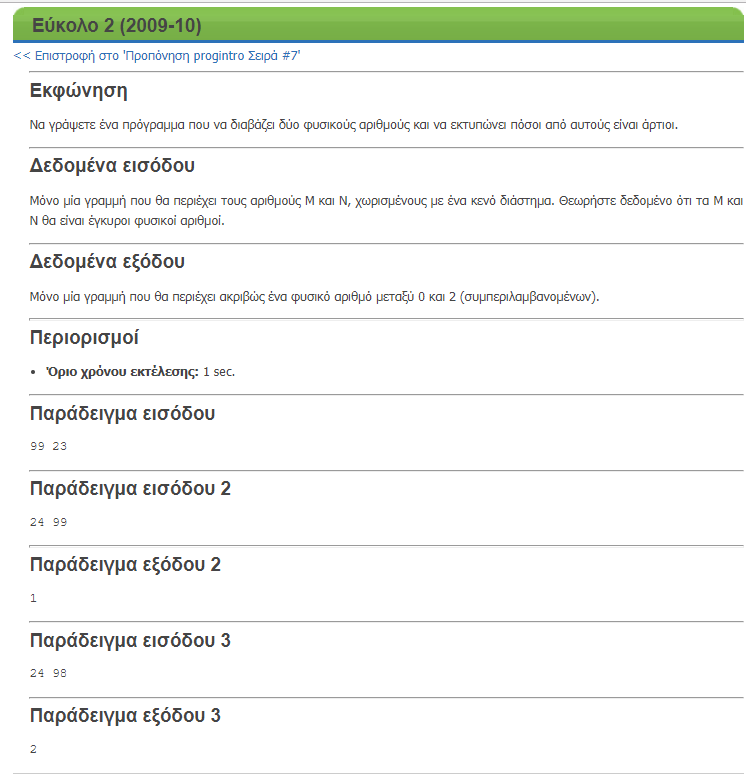 Εύκολο 2 (2009-10)
<< Επιστροφή στο 'Προπόνηση progintro Σειρά #7'
Εκφώνηση
Να γράψετε ένα πρόγραμμα που να διαβάζει δύο φυσικούς αριθμούς και να εκτυπώνει πόσοι από αυτούς είναι άρτιοι.
Δεδομένα εισόδου
Μόνο μία γραμμή που θα περιέχει τους αριθμούς M και N, χωρισμένους με ένα κενό διάστημα. Θεωρήστε δεδομένο ότι τα M και
N θα είναι έγκυροι φυσικοί αριθμοί.
Δεδομένα εξόδου
Μόνο μία γραμμή που θα περιέχει ακριβώς ένα φυσικό αριθμό μεταξύ 0 και 2 (συμπεριλαμβανομένων).
Περιορισμοί
• Όριο χρόνου εκτέλεσης: 1 sec.
Παράδειγμα εισόδου
99 23
Παράδειγμα εισόδου 2
24 99
Παράδειγμα εξόδου 2
1
Παράδειγμα εισόδου 3
24 98
Παράδειγμα εξόδου 3
2